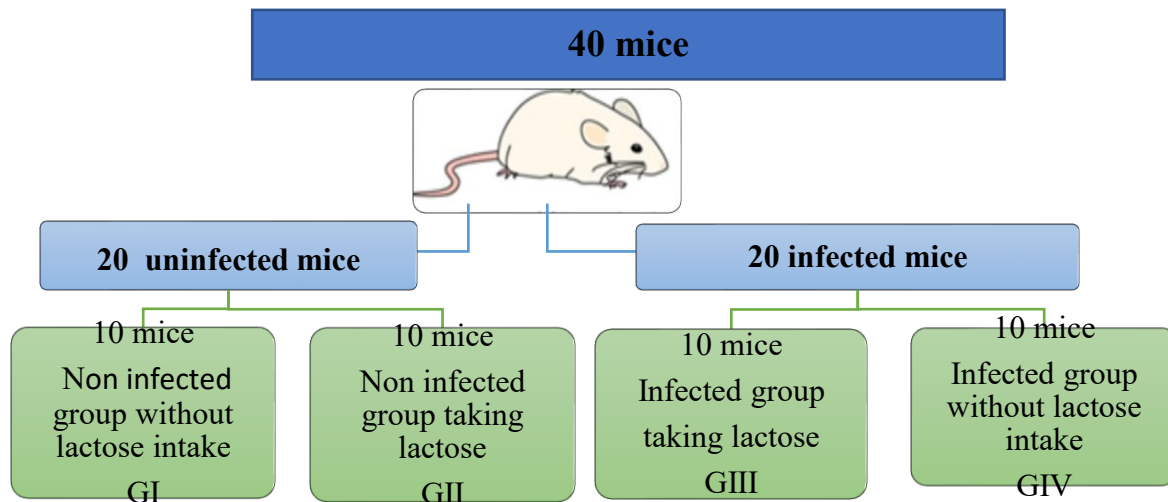 40 mice
20 uninfected mice
20 infected mice
10 mice
Non infected
group without
lactose intake
GI
10 mice
Non infected
group taking
lactose
GII
10 mice
Infected group
taking lactose
GIII
10 mice
Infected group
without lactose
intake
GIV